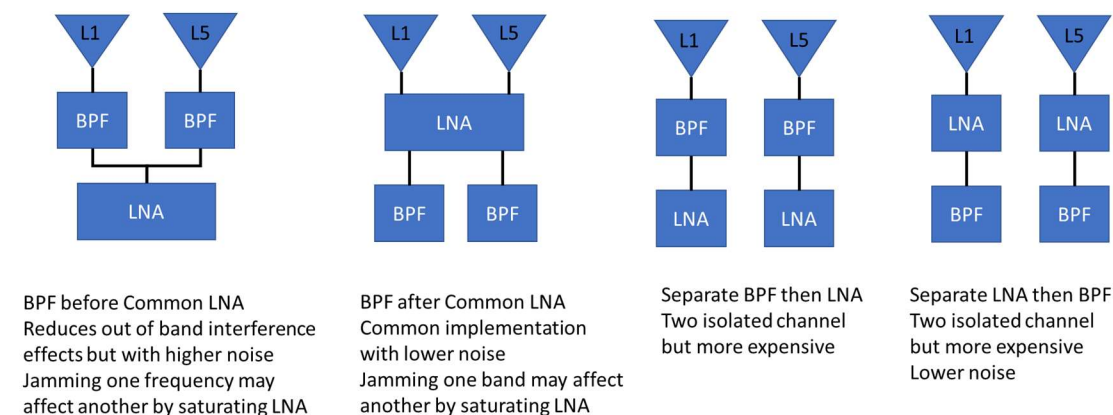 L1
L5
BPF
BPF
LNA
BPF before Common LNA
Reduces out of band interference
effects but with higher noise
Jamming one frequency may
affect another by saturating LNA
L1
L5
LNA
BPF
BPF
BPF after Common LNA
Common implementation
with lower noise
Jamming one band may affect
another by saturating LNA
L1
L5
BPF
BPF
LNA
LNA
Separate BPF then LNA
Two isolated channel
but more expensive
L1
L5
LNA
LNA
BPF
BPF
Separate LNA then BPF
Two isolated channel
but more expensive
Lower noise